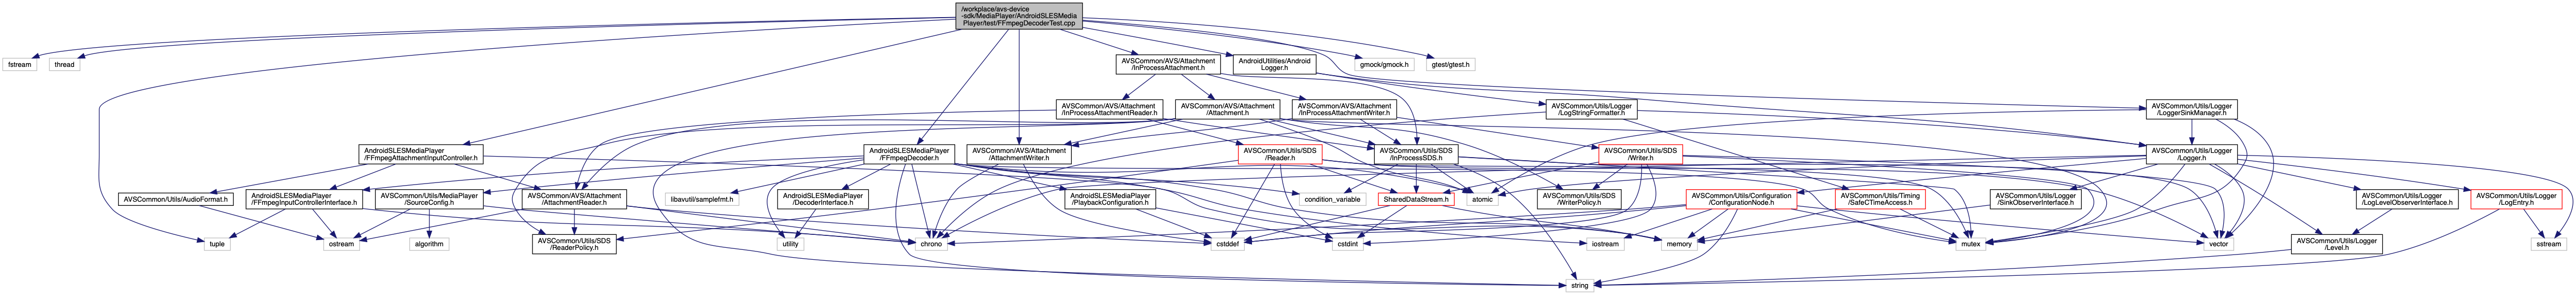 /workplace/avs-device
-sdk/MediaPlayer/AndroidSLESMedia
Player/test/FFmpegDecoderTest.cpp
fstream
thread
AVSCommon/AVS/Attachment
/InProcessAttachment.h
AndroidUtilities/Android
Logger.h
gmock/gmock.h
gtest/gtest.h
AVSCommon/AVS/Attachment
/InProcessAttachmentReader.h
AVSCommon/AVS/Attachment
/Attachment.h
AVSCommon/AVS/Attachment
/InProcessAttachmentWriter.h
AVSCommon/Utils/Logger
/LogStringFormatter.h
AVSCommon/Utils/Logger
/LoggerSinkManager.h
AndroidSLESMediaPlayer
/FFmpegAttachmentInputController.h
AndroidSLESMediaPlayer
/FFmpegDecoder.h
AVSCommon/AVS/Attachment
/AttachmentWriter.h
AVSCommon/Utils/SDS
/Reader.h
AVSCommon/Utils/SDS
/InProcessSDS.h
AVSCommon/Utils/SDS
/Writer.h
AVSCommon/Utils/Logger
/Logger.h
AVSCommon/Utils/AudioFormat.h
AndroidSLESMediaPlayer
/FFmpegInputControllerInterface.h
AVSCommon/Utils/MediaPlayer
/SourceConfig.h
AVSCommon/AVS/Attachment
/AttachmentReader.h
libavutil/samplefmt.h
AndroidSLESMediaPlayer
/DecoderInterface.h
AndroidSLESMediaPlayer
/PlaybackConfiguration.h
condition_variable
SharedDataStream.h
atomic
AVSCommon/Utils/SDS
/WriterPolicy.h
AVSCommon/Utils/Configuration
/ConfigurationNode.h
AVSCommon/Utils/Timing
/SafeCTimeAccess.h
AVSCommon/Utils/Logger
/SinkObserverInterface.h
AVSCommon/Utils/Logger
/LogLevelObserverInterface.h
AVSCommon/Utils/Logger
/LogEntry.h
tuple
ostream
algorithm
AVSCommon/Utils/SDS
/ReaderPolicy.h
utility
chrono
cstddef
cstdint
iostream
memory
mutex
vector
AVSCommon/Utils/Logger
/Level.h
sstream
string